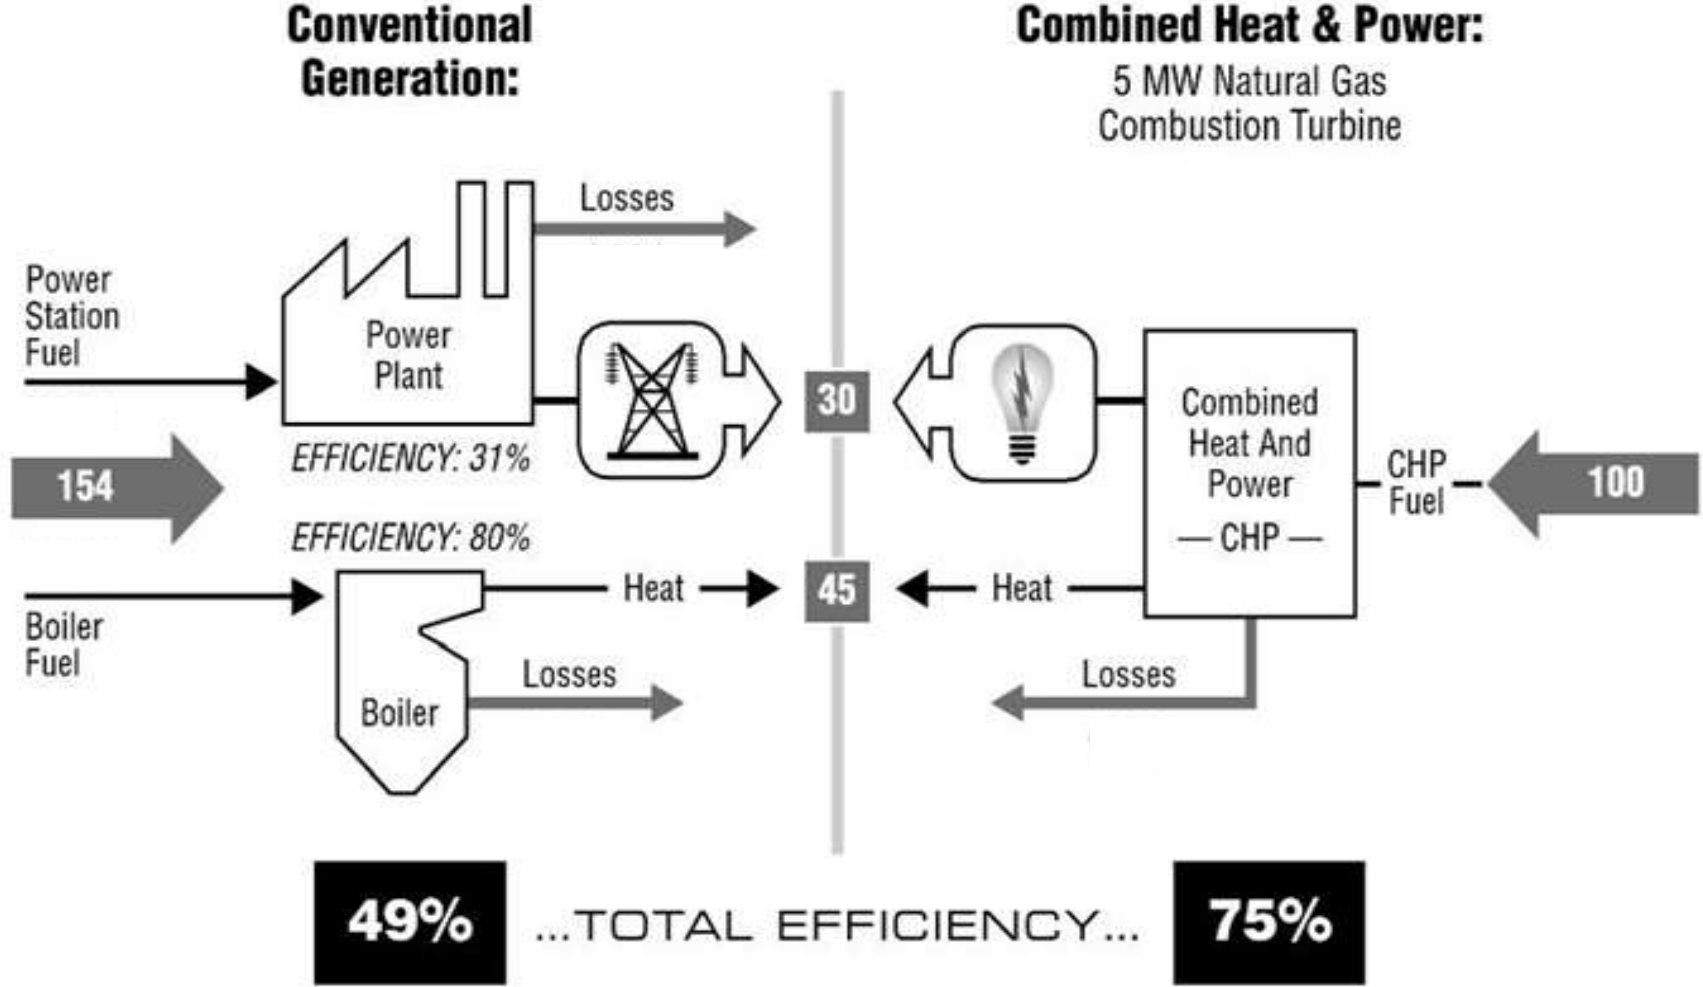 Conventional
Generation:
Combined Heat & Power:
5 MW Natural Gas
Combustion Turbine
Losses
Power
Station
Fuel
Power
Plant
EFFICIENCY: 31%
154
EFFICIENCY: 80%
Boiler
Fuel
Heat
Losses
Boiler
30
45
Combined
Heat And
Power
— CHP —
CHP
Fuel
100
Heat
Losses
49%
...TOTAL EFFICIENCY...
75%